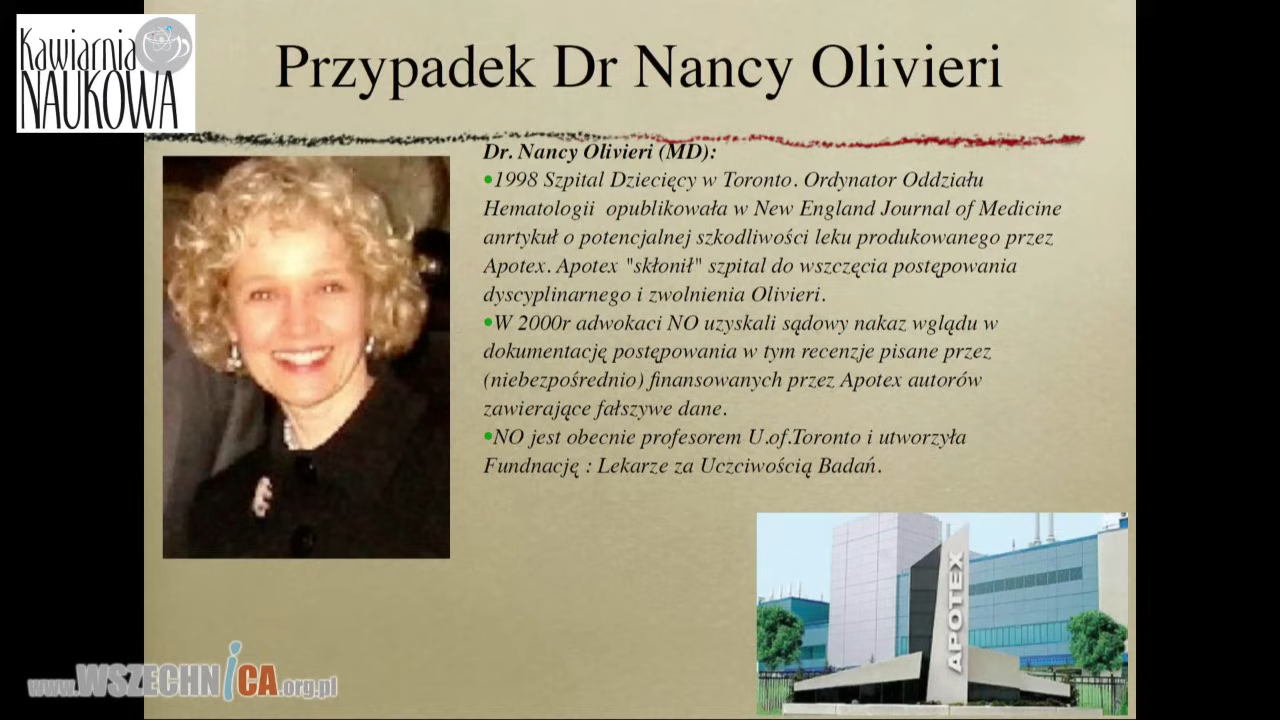 Kawiarnia
NAUKOWA
Przypadek Dr Nancy Olivieri
Dr. Nancy Olivieri (MD):
•1998 Szpital Dziecięcy w Toronto. Ordynator Oddziału
Hematologii opublikowała w New England Journal of Medicine
anrtykuł o potencjalnej szkodliwości leku produkowanego przez
Apotex. Apotex "skłonił" szpital do wszczęcia postępowania
dyscyplinarnego i zwolnienia Olivieri.
•W 2000r adwokaci NO uzyskali sądowy nakaz wglądu w
dokumentację postępowania w tym recenzje pisane przez
(niebezpośrednio) finansowanych przez Apotex autorów
zawierające fałszywe dane.
•NO jest obecnie profesorem U.of.Toronto i utworzyła
Fundnację : Lekarze za Uczciwością Badań.
APOTEX
www.WSZECHNiCA.org.pl